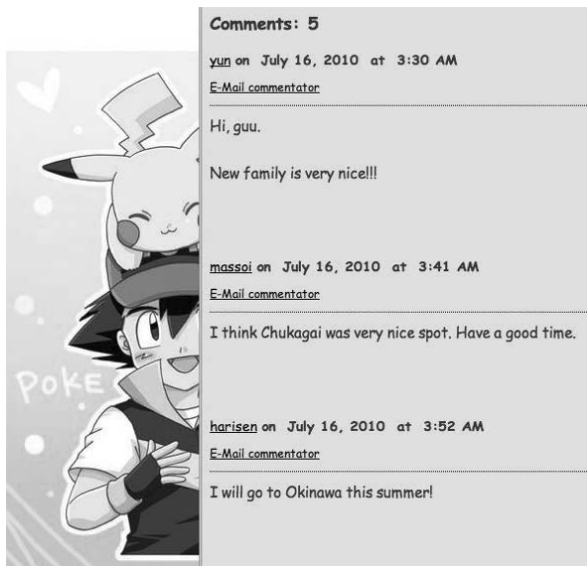 Comments: 5
yun on July 16, 2010 at 3:30 AM
E-Mail commentator
Hi, guu.
New family is very nice!!!
massoi on July 16, 2010 at 3:41 AM
E-Mail commentator
I think Chukagai was very nice spot. Have a good time.
POKE
harisen on July 16, 2010 at 3:52 AM
E-Mail commentator
I will go to Okinawa this summer!